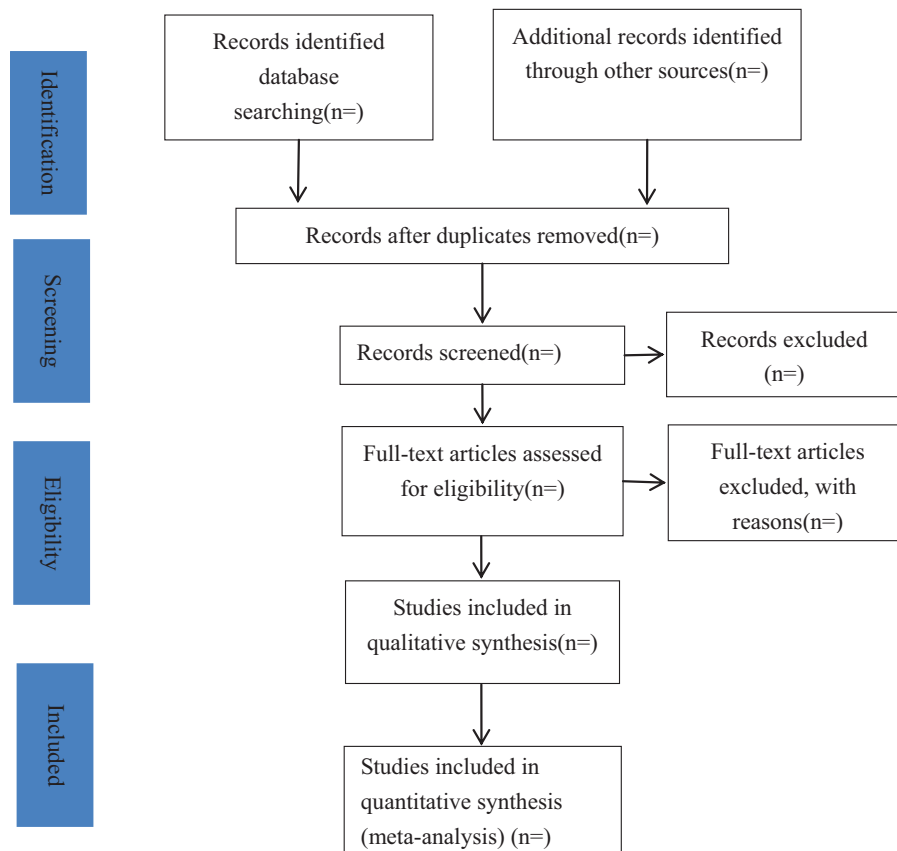 Identification
Records identified
database
searching(n=)
Additional records identified
through other sources(n=)
Records after duplicates removed(n=)
Screening
Records screened(n=)
Records excluded
(n=)
Eligibility
Full-text articles assessed
for eligibility(n=)
Full-text articles
excluded, with
reasons(n=)
Studies included in
qualitative synthesis(n=)
Included
Studies included in
quantitative synthesis
(meta-analysis) (n=)